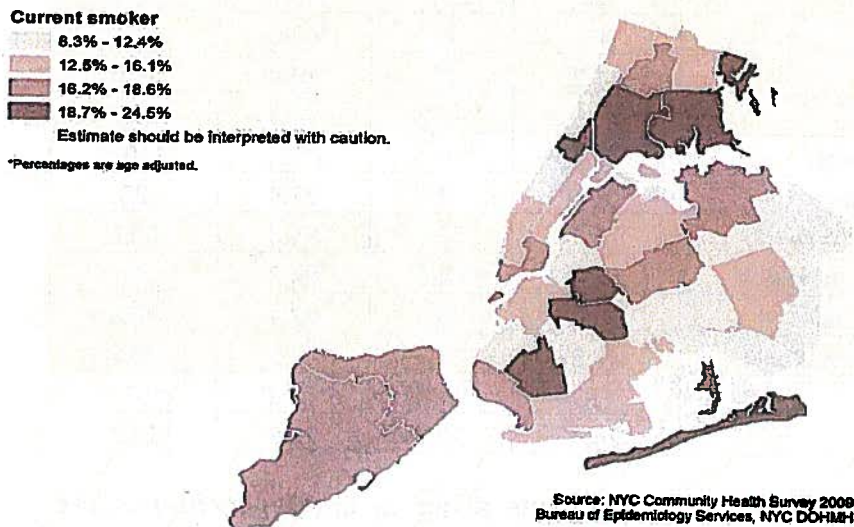 Current smoker
8.3% - 12.4%
12.5% - 16.1%
16.2% - 18.6%
18.7% - 24.5%
Estimate should be interpreted with caution.
*Percentages are age adjusted.
Source: NYC Community Health Survey 2009
Bureau of Epidemiology Services, NYC DOHMH